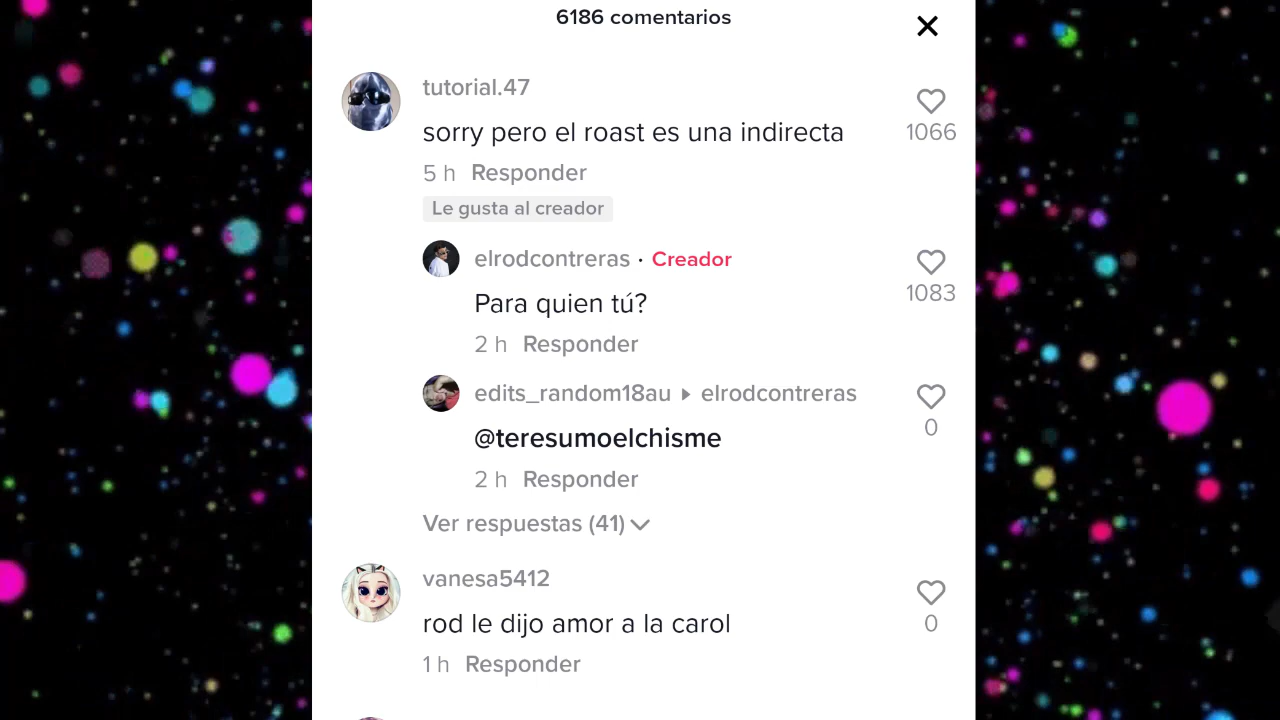 6186 comentarios
tutorial.47
sorry pero el roast es una indirecta
1066
5 h Responder
Le gusta al creador
elrodcontreras · Creador
Para quien tú?
1083
2 h Responder
edits_random18au ▸ elrodcontreras
@teresumoelchisme
0
2 h Responder
Ver respuestas (41)
vanesa5412
rod le dijo amor a la carol
0
1 h Responder